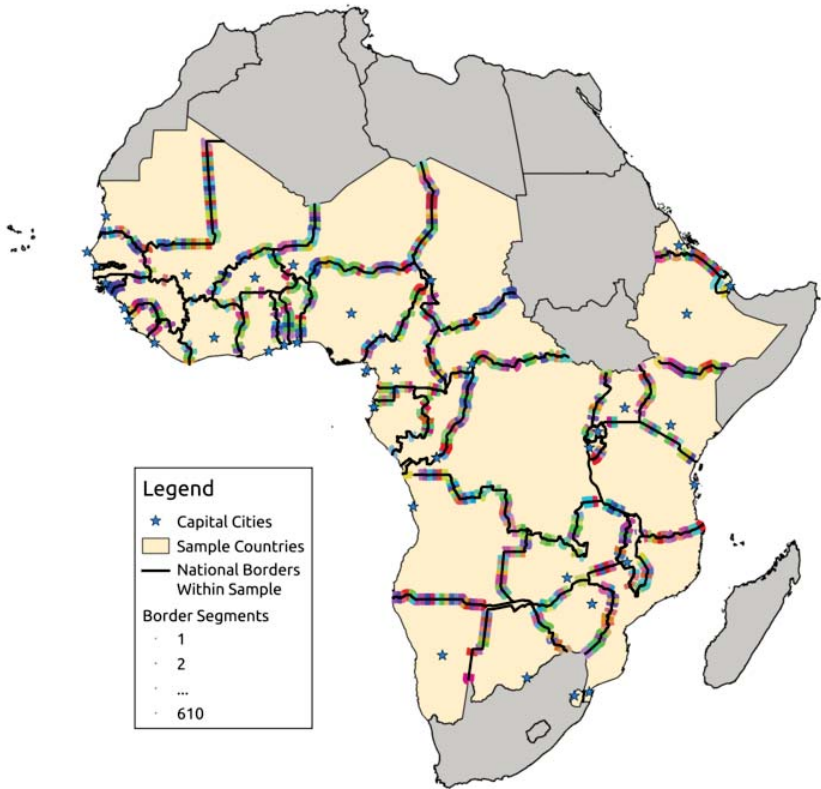 Legend
Capital Cities
Sample Countries
National Borders
Within Sample
Border Segments
1
2
...
610